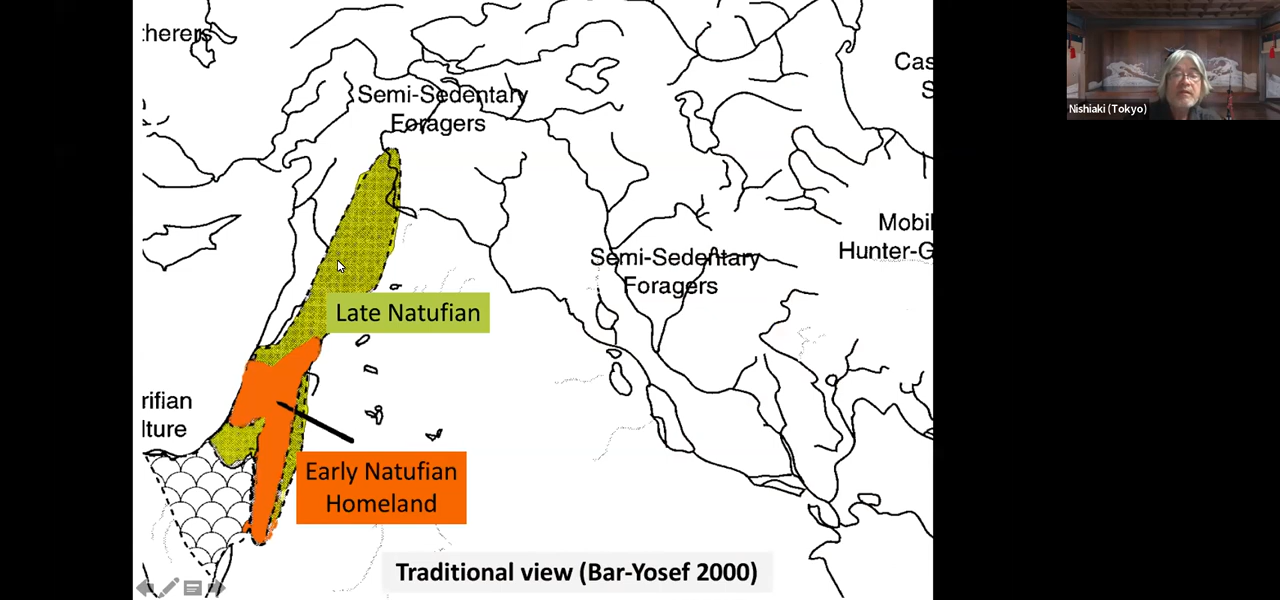 :herers
Semi-Sedentary
Foragers
Cas
S
Nishiaki (Tokyo)
Mobil
Hunter-G
Semi-Sedentary
Foragers
Late Natufian
rifian
lture
Early Natufian
Homeland
Traditional view (Bar-Yosef 2000)